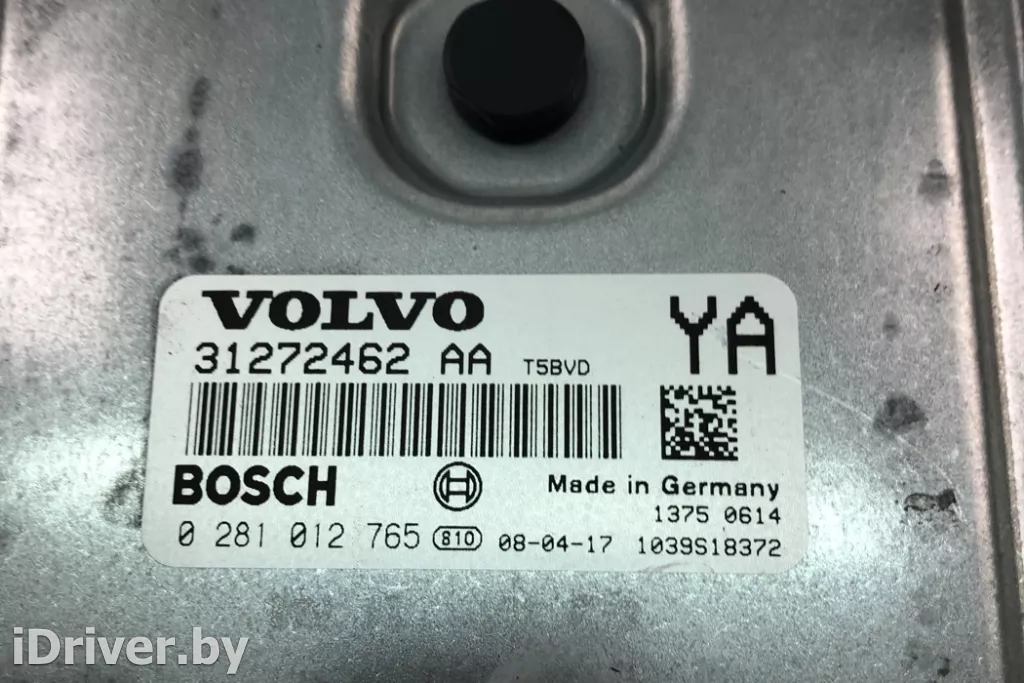 VOLVO
YA
31272462 AA T5BVD
BOSCH
Made in Germany
1375 0614
0 281 012 765 810 08-04-17 1039S18372
iDriver.by